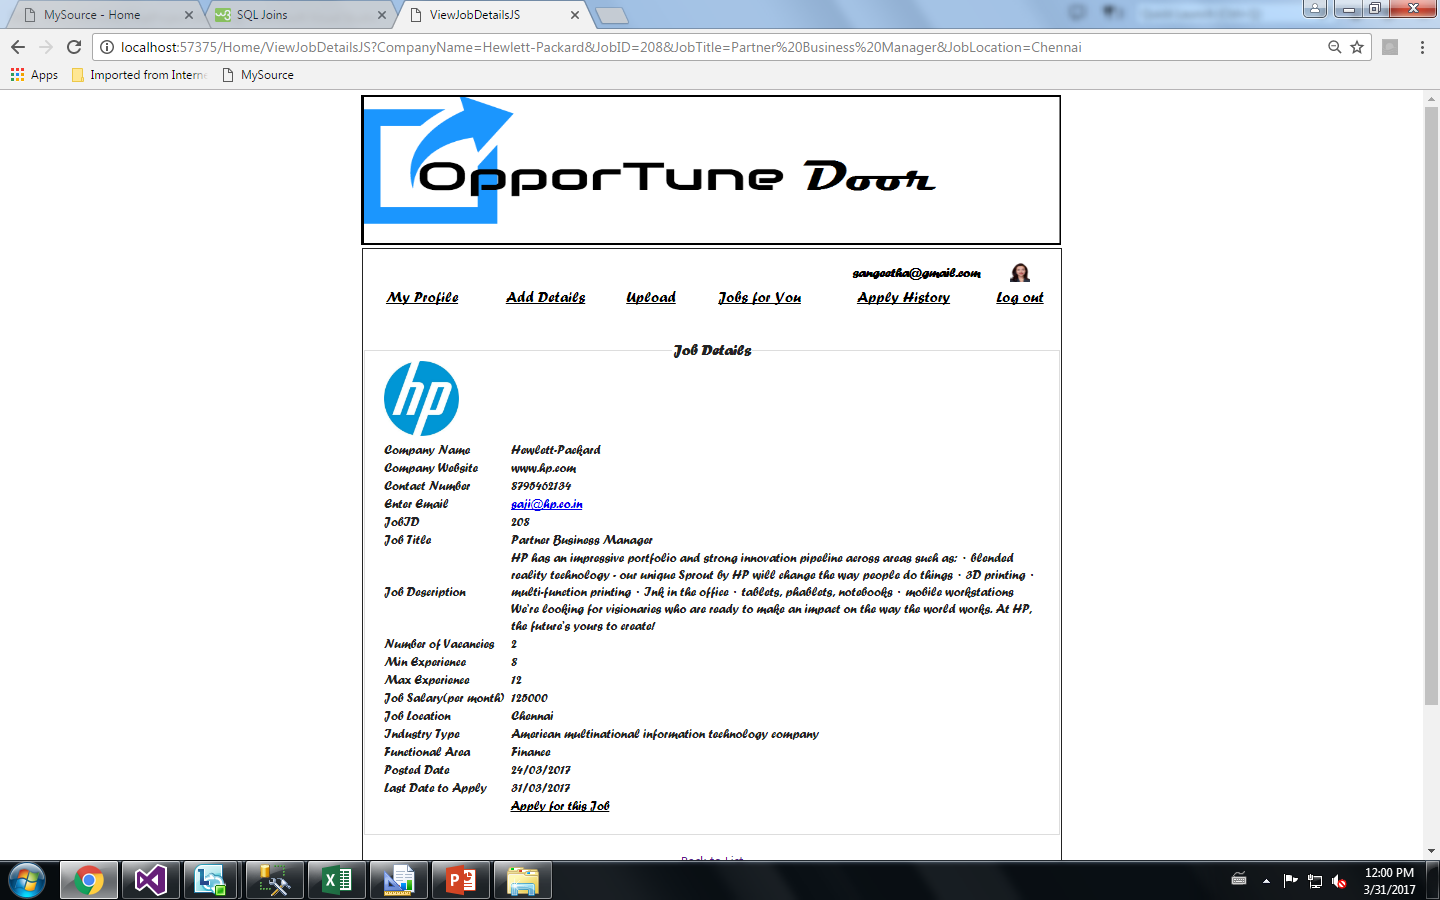 MySource - Home
SQL Joins
ViewJobDetailsJS
localhost:57375/Home/ViewJobDetailsJS?CompanyName=Hewlett-Packard&JobID=208&JobTitle=Partner%20Business%20Manager&JobLocation=Chennai
Apps
Imported from Intern
MySource
OpporTune Door
sangeetha@gmail.com
My Profile Add Details Upload Jobs for You Apply History Log out
Job Details
hp
Company Name Hewlett-Packard
Company Website www.hp.com
Contact Number 8795462134
Enter Email saji@hp.co.in
JobID 208
Job Title Partner Business Manager
HP has an impressive portfolio and strong innovation pipeline across areas such as: · blended
reality technology - our unique Sprout by HP will change the way people do things · 3D printing ·
Job Description multi-function printing · Ink in the office · tablets, phablets, notebooks · mobile workstations
We're looking for visionaries who are ready to make an impact on the way the world works. At HP,
the future's yours to create!
Number of Vacancies 2
Min Experience 8
Max Experience 12
Job Salary(per month) 125000
Job Location Chennai
Industry Type American multinational information technology company
Functional Area Finance
Posted Date 24/03/2017
Last Date to Apply 31/03/2017
Apply for this Job
Back to List
12:00 PM
3/31/2017